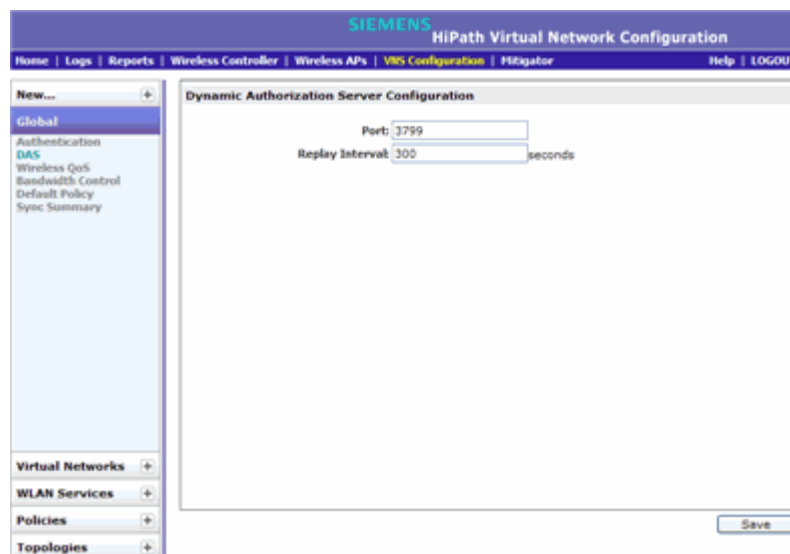 SIEMENS
HiPath Virtual Network Configuration
Home | Logs | Reports | Wireless Controller | Wireless APs | VNS Configuration | Mitigator Help | LOGOU
New... +
Global
Authentication
DAS
Wireless QoS
Bandwidth Control
Default Policy
Sync Summary
Dynamic Authorization Server Configuration
Port: 3799
Replay Interval: 300 seconds
Virtual Networks +
WLAN Services +
Policies +
Topologies +
Save